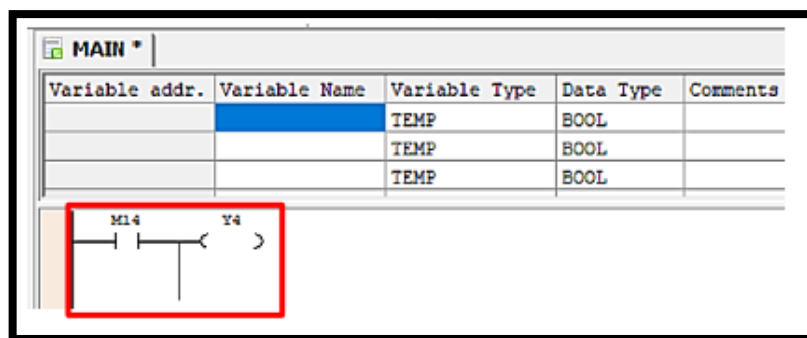 MAIN *
Variable addr. Variable Name Variable Type Data Type Comments
TEMP BOOL
TEMP BOOL
TEMP BOOL
M14 Y4